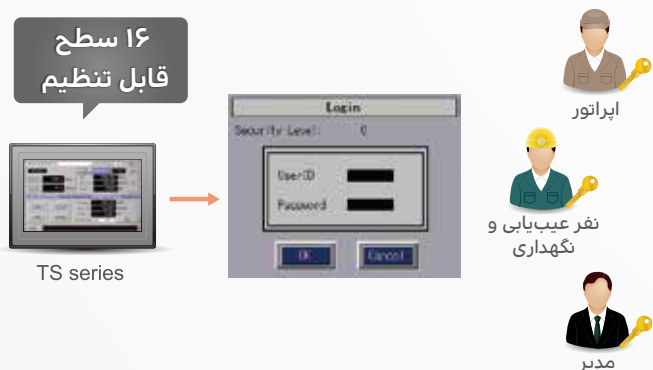 ۱۶ سطح
قابل تنظیم
TS series
Login
Security Level: 0
UserID
Password
OK
Cancel
اپراتور
نفر عیب‌یابی و
نگهداری
مدیر